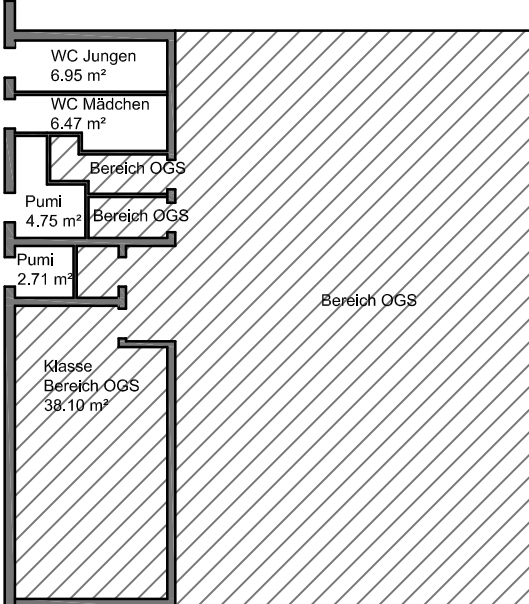 WC Jungen
6.95 m²
WC Mädchen
6.47 m²
Bereich OGS
Pumi
4.75 m²
Bereich OGS
Pumi
2.71 m²
Bereich OGS
Klasse
Bereich OGS
38.10 m²